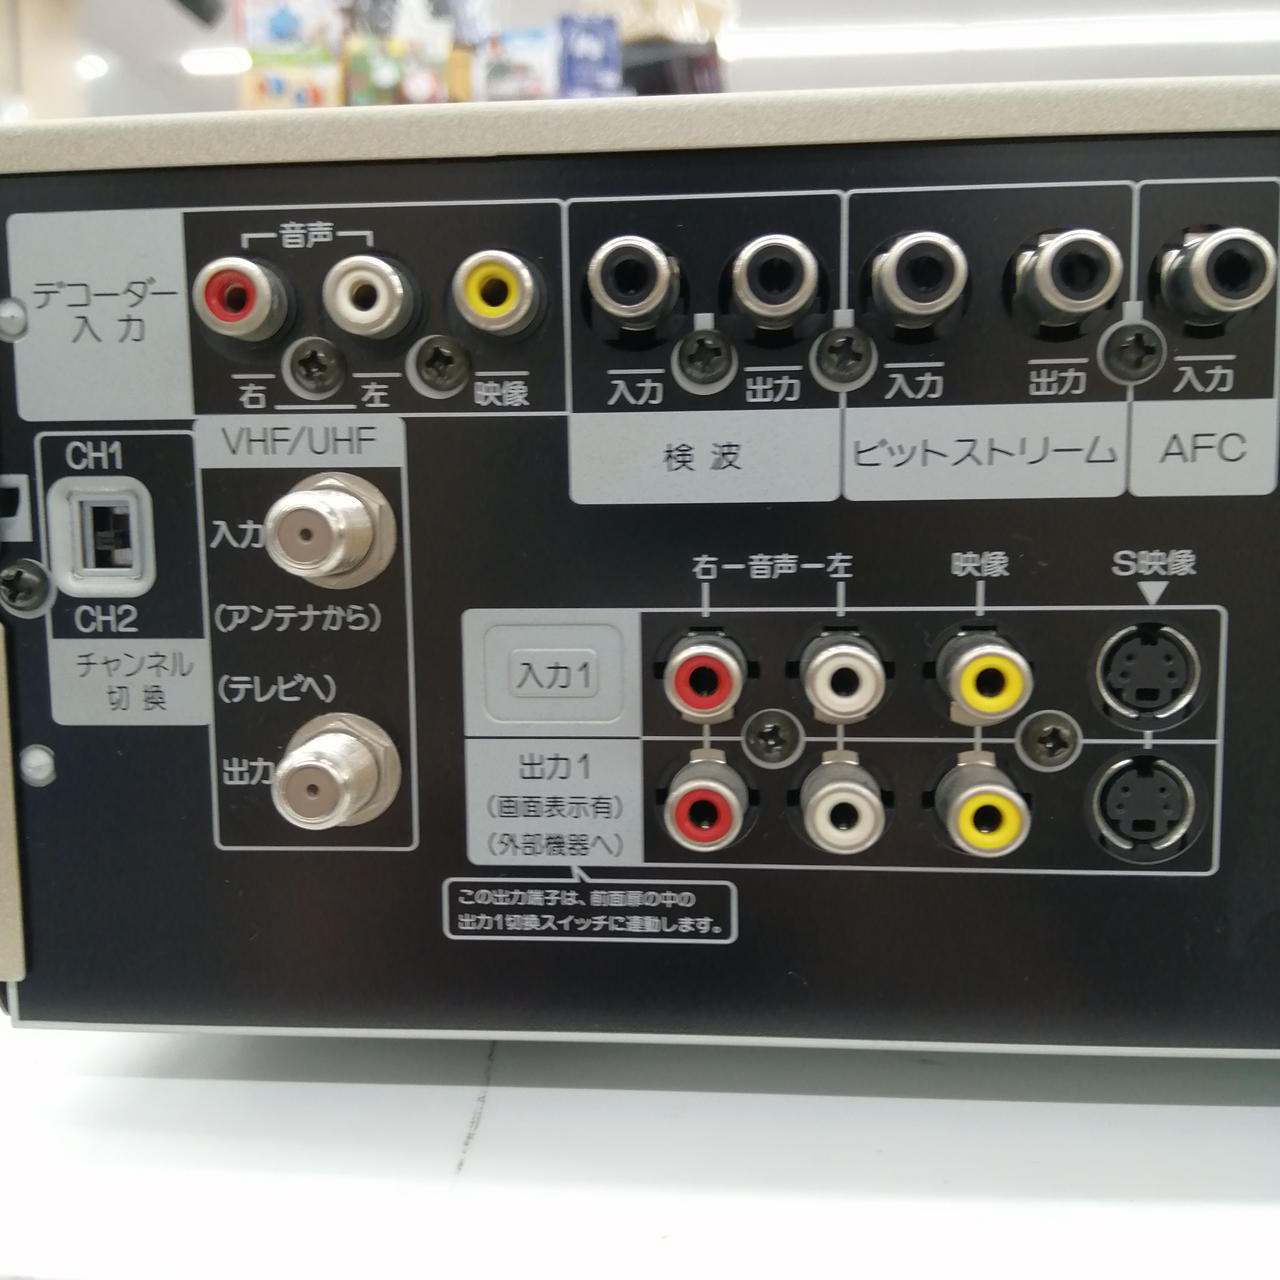 デコーダー
入力
音声
右
左
映像
入力
出力
検波
入力
出力
ビットストリーム
入力
AFC
CH1
CH2
チャンネル
切換
VHF/UHF
入力
(アンテナから)
(テレビへ)
出力
右ー音声ー左
映像
S映像
入力1
出力1
(画面表示有)
(外部機器へ)
この出力端子は、前面扉の中の
出力1切換スイッチに連動します。